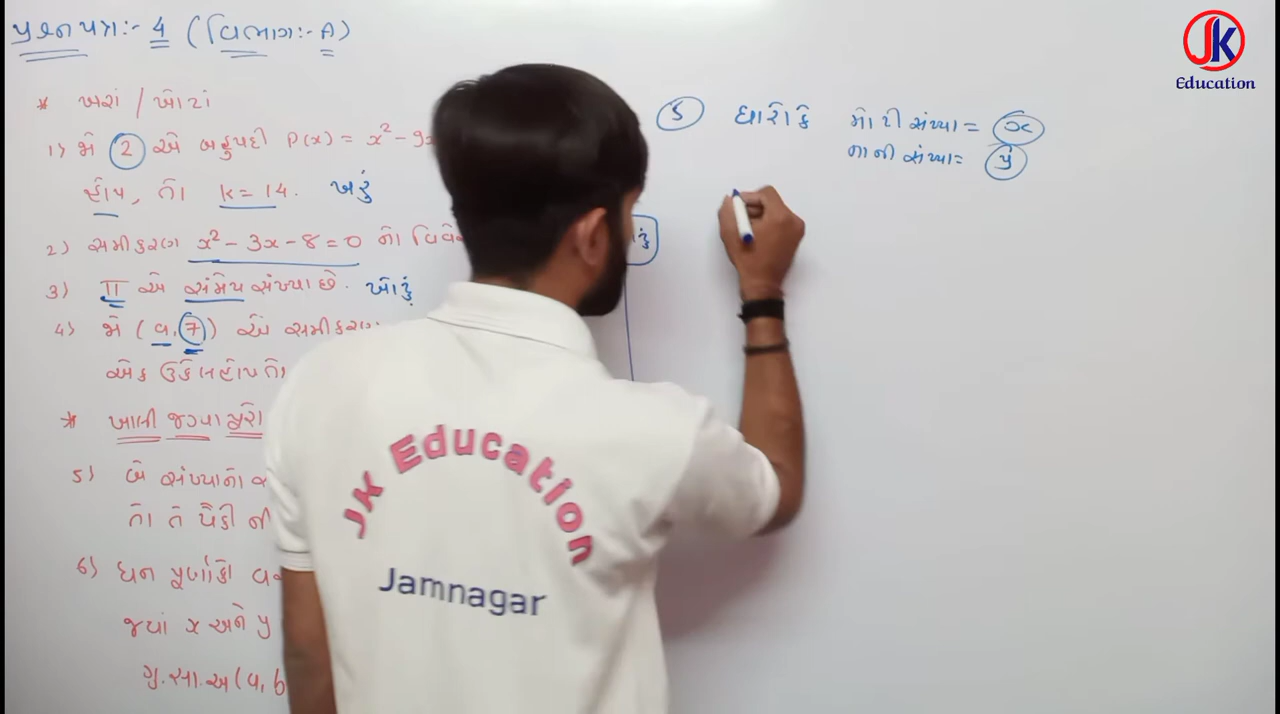 પ્રશ્નપત્ર:- 4 (વિભાગ:- A)
* ખરાં / ખોટાં
1) જો 2 એ બહુપદી P(x) = x² - 9x
હોય, તો k = 14. ખરું
2) સમીકરણ x² - 3x - 8 = 0 નો
3) π એ સંમેય સંખ્યા છે. ખોટું
4) જો (a, 7) એ સમીકરણ
એક ઉકેલ હોય તો
* ખાલી જગ્યા પૂરો
5) બે સંખ્યાનો
તો તે પૈકી ની
6) ધન પૂર્ણાંકો
જ્યાં x અને y
ગુ.સા.અ (a, b
5 ધારોકે મોટી સંખ્યા = x
નાની સંખ્યા = y
JK
Education
JK Education
Jamnagar